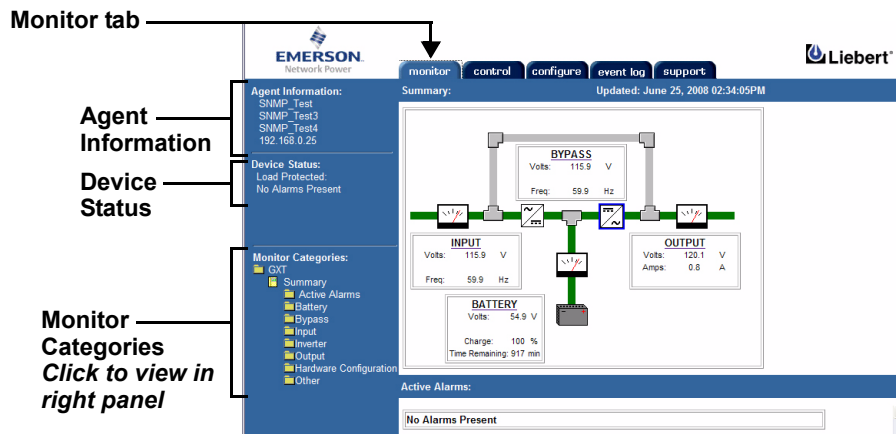 Monitor tab
EMERSON
Network Power
monitor control configure event log support
Liebert
Agent Information:
SNMP_Test
SNMP_Test3
SNMP_Test4
192.168.0.25
Summary:
Updated: June 25, 2008 02:34:05PM
Agent
Information
Device Status:
Load Protected:
No Alarms Present
Device
Status
BYPASS
Volts: 115.9 V
Freq: 59.9 Hz
INPUT
Volts: 115.9 V
Freq: 59.9 Hz
OUTPUT
Volts: 120.1 V
Amps: 0.8 A
BATTERY
Volts: 54.9 V
Charge: 100 %
Time Remaining: 917 min
Monitor Categories:
GXT
Summary
Active Alarms
Battery
Bypass
Input
Inverter
Output
Hardware Configuration
Other
Monitor
Categories
Click to view in
right panel
Active Alarms:
No Alarms Present